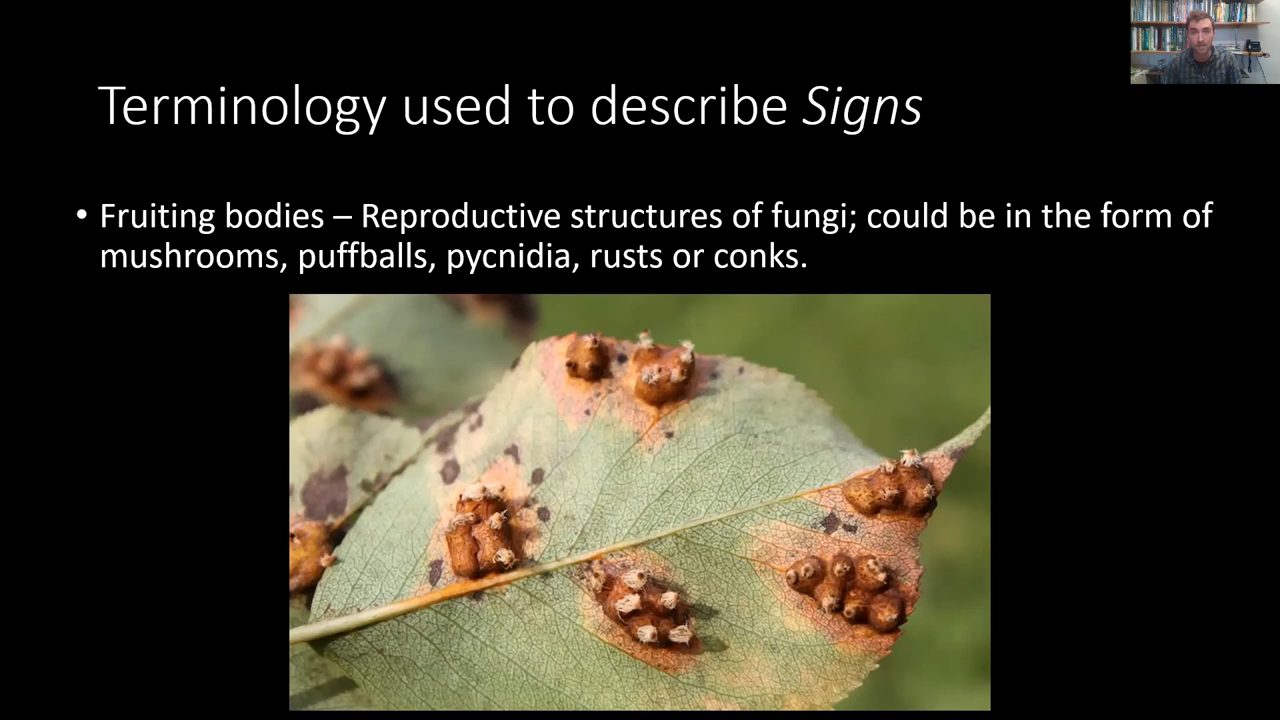 Terminology used to describe Signs
• Fruiting bodies – Reproductive structures of fungi; could be in the form of
mushrooms, puffballs, pycnidia, rusts or conks.